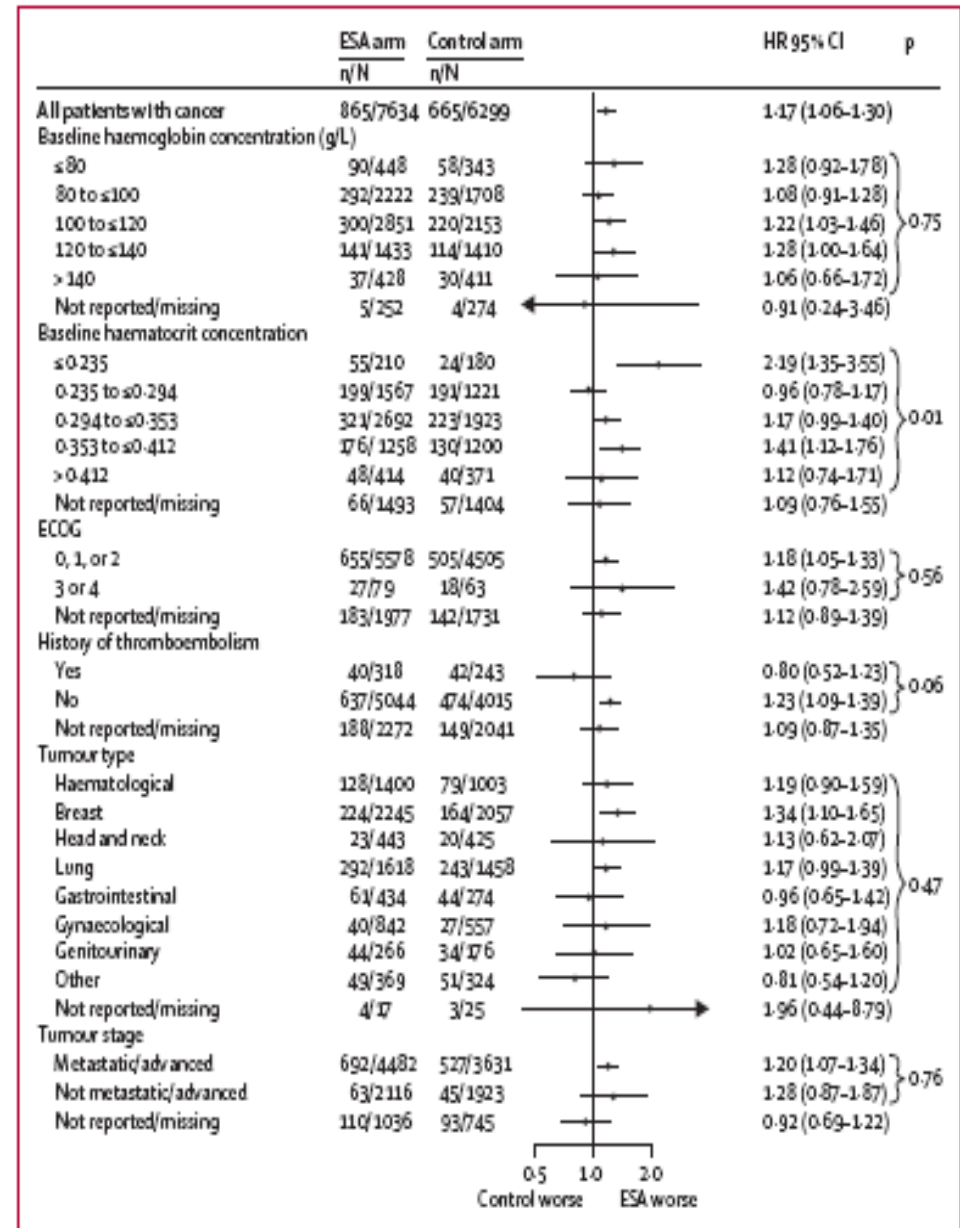 ESA arm Control arm HR 95% CI p
n/N n/N
All patients with cancer 865/7634 665/6299 1·17 (1·06–1·30)
Baseline haemoglobin concentration (g/L)
≤80 90/448 58/343 1·28 (0·92–1·78)
80 to ≤100 292/2222 239/1708 1·08 (0·91–1·28)
100 to ≤120 300/2851 220/2153 1·22 (1·03–1·46) 0·75
120 to ≤140 141/1433 114/1410 1·28 (1·00–1·64)
>140 37/428 30/411 1·06 (0·66–1·72)
Not reported/missing 5/252 4/274 0·91 (0·24–3·46)
Baseline haematocrit concentration
≤0·235 55/210 24/180 2·19 (1·35–3·55)
0·235 to ≤0·294 199/1567 191/1221 0·96 (0·78–1·17)
0·294 to ≤0·353 321/2692 223/1923 1·17 (0·99–1·40) 0·01
0·353 to ≤0·412 176/1258 130/1200 1·41 (1·12–1·76)
>0·412 48/414 40/371 1·12 (0·74–1·71)
Not reported/missing 66/1493 57/1404 1·09 (0·76–1·55)
ECOG
0, 1, or 2 655/5578 505/4505 1·18 (1·05–1·33) 0·56
3 or 4 27/79 18/63 1·42 (0·78–2·59)
Not reported/missing 183/1977 142/1731 1·12 (0·89–1·39)
History of thromboembolism
Yes 40/318 42/243 0·80 (0·52–1·23) 0·06
No 637/5044 474/4015 1·23 (1·09–1·39)
Not reported/missing 188/2272 149/2041 1·09 (0·87–1·35)
Tumour type
Haematological 128/1400 79/1003 1·19 (0·90–1·59)
Breast 224/2245 164/2057 1·34 (1·10–1·65)
Head and neck 23/443 20/425 1·13 (0·62–2·07)
Lung 292/1618 243/1458 1·17 (0·99–1·39)
Gastrointestinal 61/434 44/274 0·96 (0·65–1·42) 0·47
Gynaecological 40/842 27/557 1·18 (0·72–1·94)
Genitourinary 44/266 34/176 1·02 (0·65–1·60)
Other 49/369 51/324 0·81 (0·54–1·20)
Not reported/missing 4/17 3/25 1·96 (0·44–8·79)
Tumour stage
Metastatic/advanced 692/4482 527/3631 1·20 (1·07–1·34) 0·76
Not metastatic/advanced 63/2116 45/1923 1·28 (0·87–1·87)
Not reported/missing 110/1036 93/745 0·92 (0·69–1·22)
0·5 1·0 2·0
Control worse ESA worse